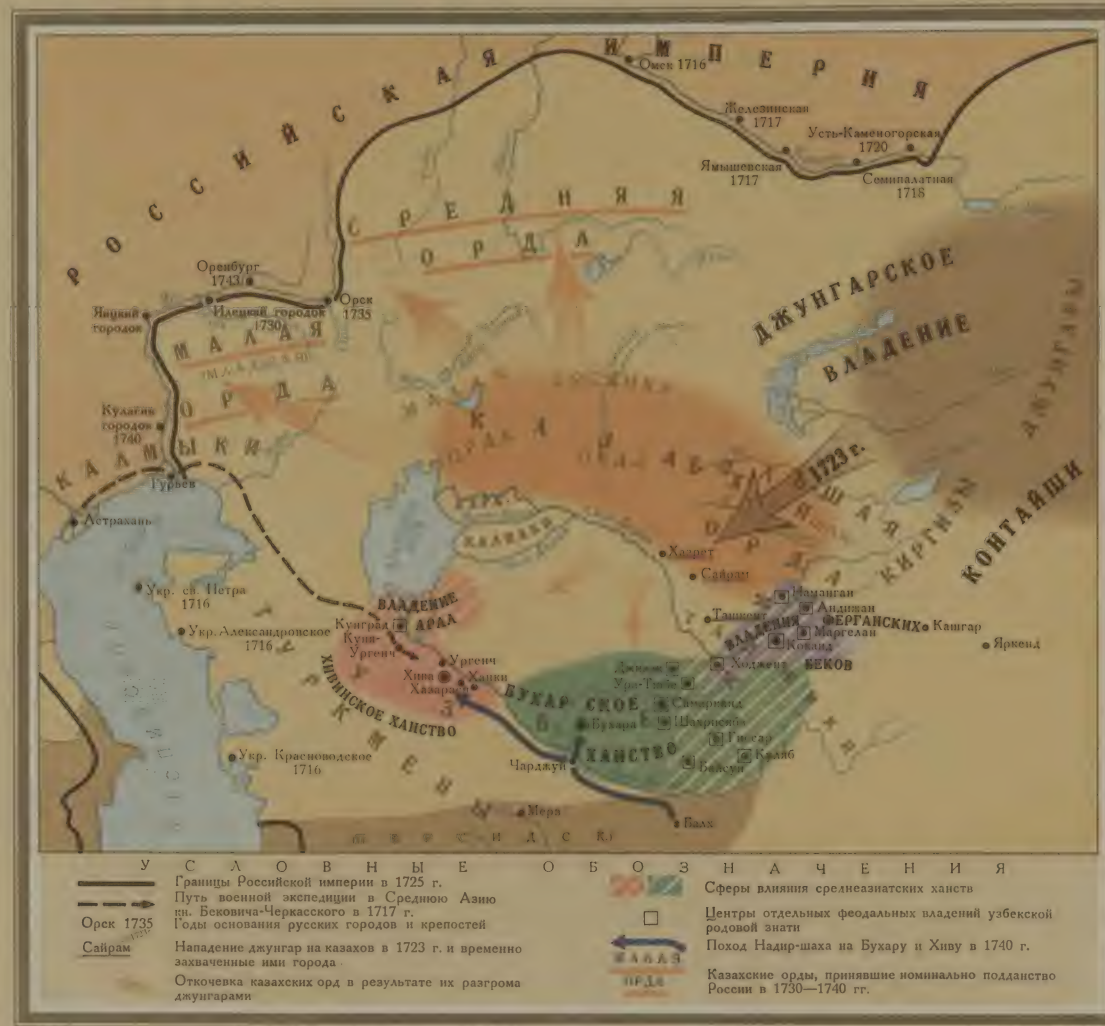 РОССИЙСКАЯ ИМПЕРИЯ
Омск 1716
Железинская
1717
Усть-Каменогорская
1720
Ямышевская
1717
Семипалатная
1718
СРЕДНЯЯ
ОРДА
Оренбург
1743
Орск
1735
Яицкий
городок
Илецкий городок
1730
МАЛАЯ
ОРДА
ДЖУНГАРСКОЕ
ВЛАДЕНИЕ
ДЖУНГАРЫ
КОНТАЙШИ
Кулагин
городок
1740
КАЛМЫКИ
Гурьев
Астрахань
1723 г.
КИРГИЗЫ
Хазрет
Сайрам
Ташкент
Укр. св. Петра
1716
Укр. Александровское
1716
ВЛАДЕНИЕ
АРАЛ
Кунград
Куня-
Ургенч
Ургенч
Хива
Ханки
Хазарасп
ХИВИНСКОЕ ХАНСТВО
ТУРКМЕНЫ
Наманган
Андижан
ВЛАДЕНИЯ ФЕРГАНСКИХ
БЕКОВ
Маргелан
Коканд
Кашгар
Яркенд
Ходжент
Джизак
Ура-Тюбе
БУХАРСКОЕ
ХАНСТВО
Самарканд
Бухара
Шахрисябз
Гиссар
Куляб
Байсун
Укр. Красноводское
1716
Чарджуй
Мерв
Балх
УСЛОВНЫЕ ОБОЗНАЧЕНИЯ
Границы Российской империи в 1725 г.
Путь военной экспедиции в Среднюю Азию
кн. Бековича-Черкасского в 1717 г.
Орск 1735 Годы основания русских городов и крепостей
Сайрам Нападение джунгар на казахов в 1723 г. и временно
захваченные ими города
Откочевка казахских орд в результате их разгрома
джунгарами
Сферы влияния среднеазиатских ханств
Центры отдельных феодальных владений узбекской
родовой знати
Поход Надир-шаха на Бухару и Хиву в 1740 г.
МАЛАЯ
ОРДА
Казахские орды, принявшие номинально подданство
России в 1730—1740 гг.